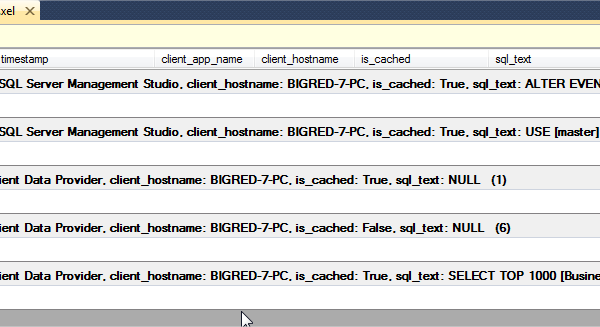 .xel
timestamp client_app_name client_hostname is_cached sql_text
SQL Server Management Studio, client_hostname: BIGRED-7-PC, is_cached: True, sql_text: ALTER EVEN
SQL Server Management Studio, client_hostname: BIGRED-7-PC, is_cached: True, sql_text: USE [master]
ient Data Provider, client_hostname: BIGRED-7-PC, is_cached: True, sql_text: NULL (1)
ient Data Provider, client_hostname: BIGRED-7-PC, is_cached: False, sql_text: NULL (6)
ient Data Provider, client_hostname: BIGRED-7-PC, is_cached: True, sql_text: SELECT TOP 1000 [Busine